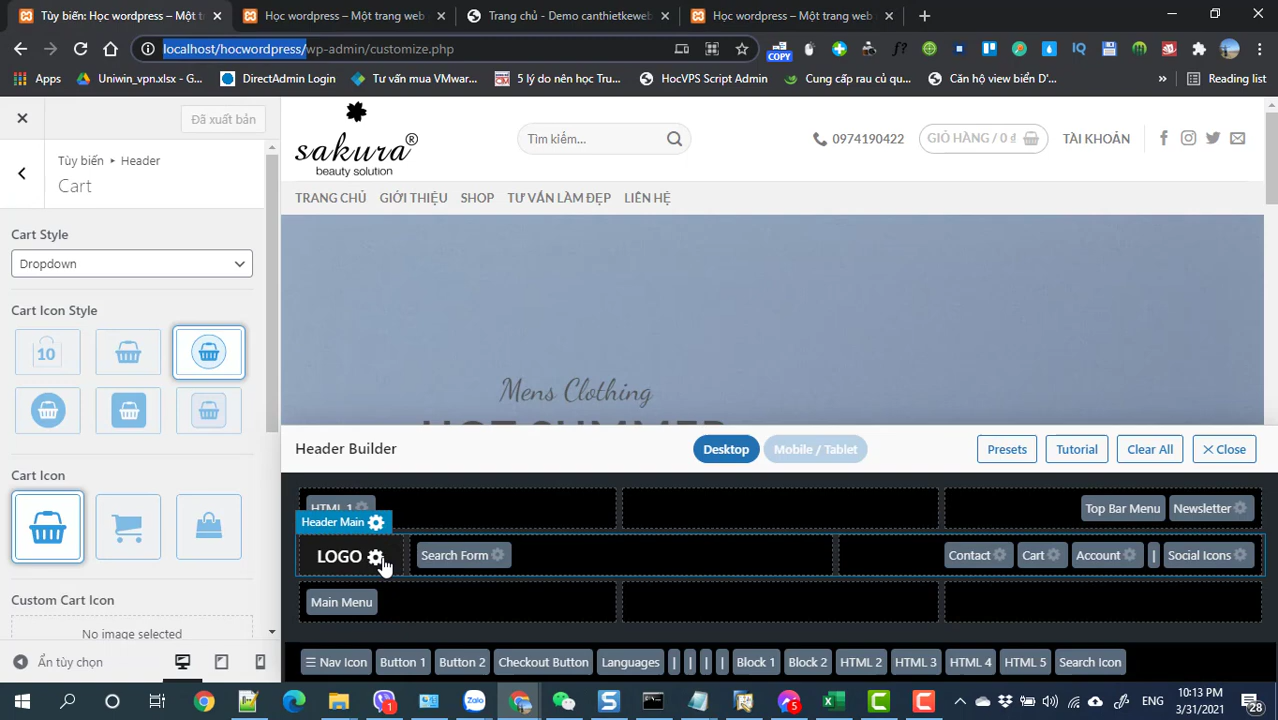 Tùy biến: Học wordpress – Một t
Học wordpress – Một trang web
Trang chủ - Demo canthietkeweb
Học wordpress – Một trang web
localhost/hocwordpress/wp-admin/customize.php
COPY
f?
IQ
Apps
Uniwin_vpn.xlsx - G...
DirectAdmin Login
Tư vấn mua VMwar...
5 lý do nên học Tru...
HocVPS Script Admin
Cung cấp rau củ qu...
Căn hộ view biển D'...
»
Reading list
Đã xuất bản
sakura®
beauty solution
Tìm kiếm...
0974190422
GIỎ HÀNG / 0 ₫
TÀI KHOẢN
Tùy biến ▸ Header
Cart
TRANG CHỦ GIỚI THIỆU SHOP TƯ VẤN LÀM ĐẸP LIÊN HỆ
Cart Style
Dropdown
Cart Icon Style
10
Mens Clothing
HOT SUMMER
Header Builder
Desktop
Mobile / Tablet
Presets
Tutorial
Clear All
✕ Close
Cart Icon
HTML 1
Top Bar Menu
Newsletter
Header Main
LOGO
Search Form
Contact
Cart
Account
|
Social Icons
Main Menu
Custom Cart Icon
No image selected
Ẩn tùy chọn
☰ Nav Icon
Button 1
Button 2
Checkout Button
Languages
|
|
|
|
Block 1
Block 2
HTML 2
HTML 3
HTML 4
HTML 5
Search Icon
1
Zalo
5
ENG
10:13 PM
3/31/2021
28